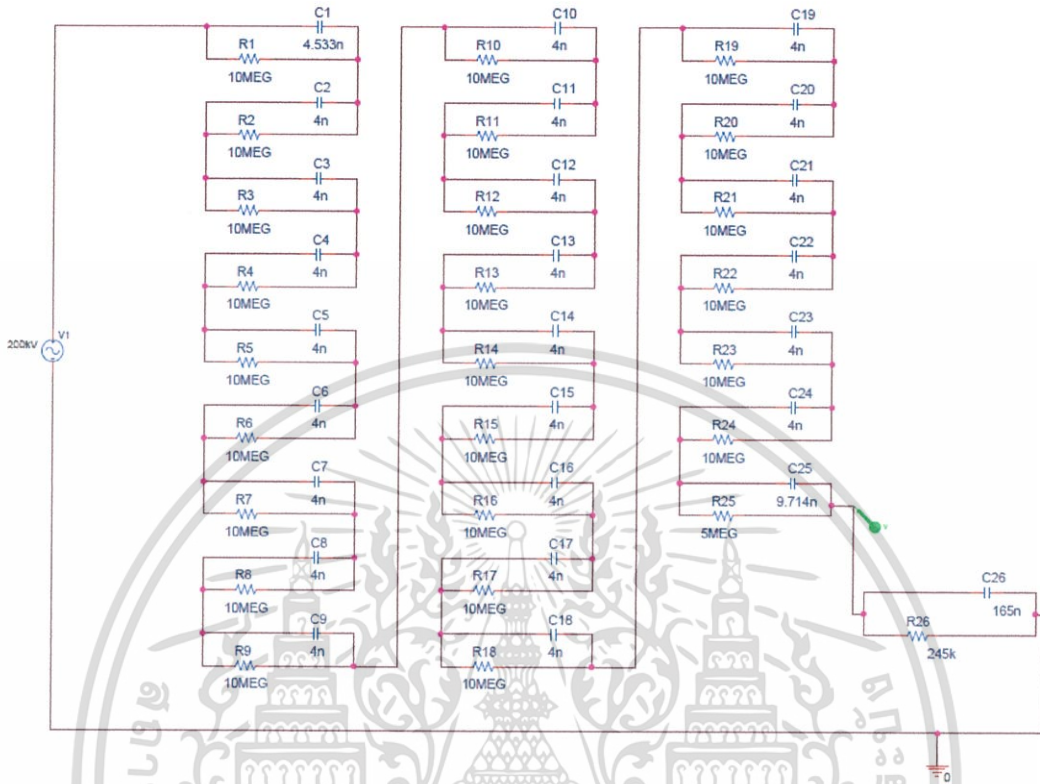 C1
4.533n
R1
10MEG
C2
4n
R2
10MEG
C3
4n
R3
10MEG
C4
4n
R4
10MEG
C5
4n
R5
10MEG
C6
4n
R6
10MEG
C7
4n
R7
10MEG
C8
4n
R8
10MEG
C9
4n
R9
10MEG
C10
4n
R10
10MEG
C11
4n
R11
10MEG
C12
4n
R12
10MEG
C13
4n
R13
10MEG
C14
4n
R14
10MEG
C15
4n
R15
10MEG
C16
4n
R16
10MEG
C17
4n
R17
10MEG
C18
4n
R18
10MEG
C19
4n
R19
10MEG
C20
4n
R20
10MEG
C21
4n
R21
10MEG
C22
4n
R22
10MEG
C23
4n
R23
10MEG
C24
4n
R24
10MEG
C25
9.714n
R25
5MEG
V
C26
165n
R26
245k
V1
200kV
0